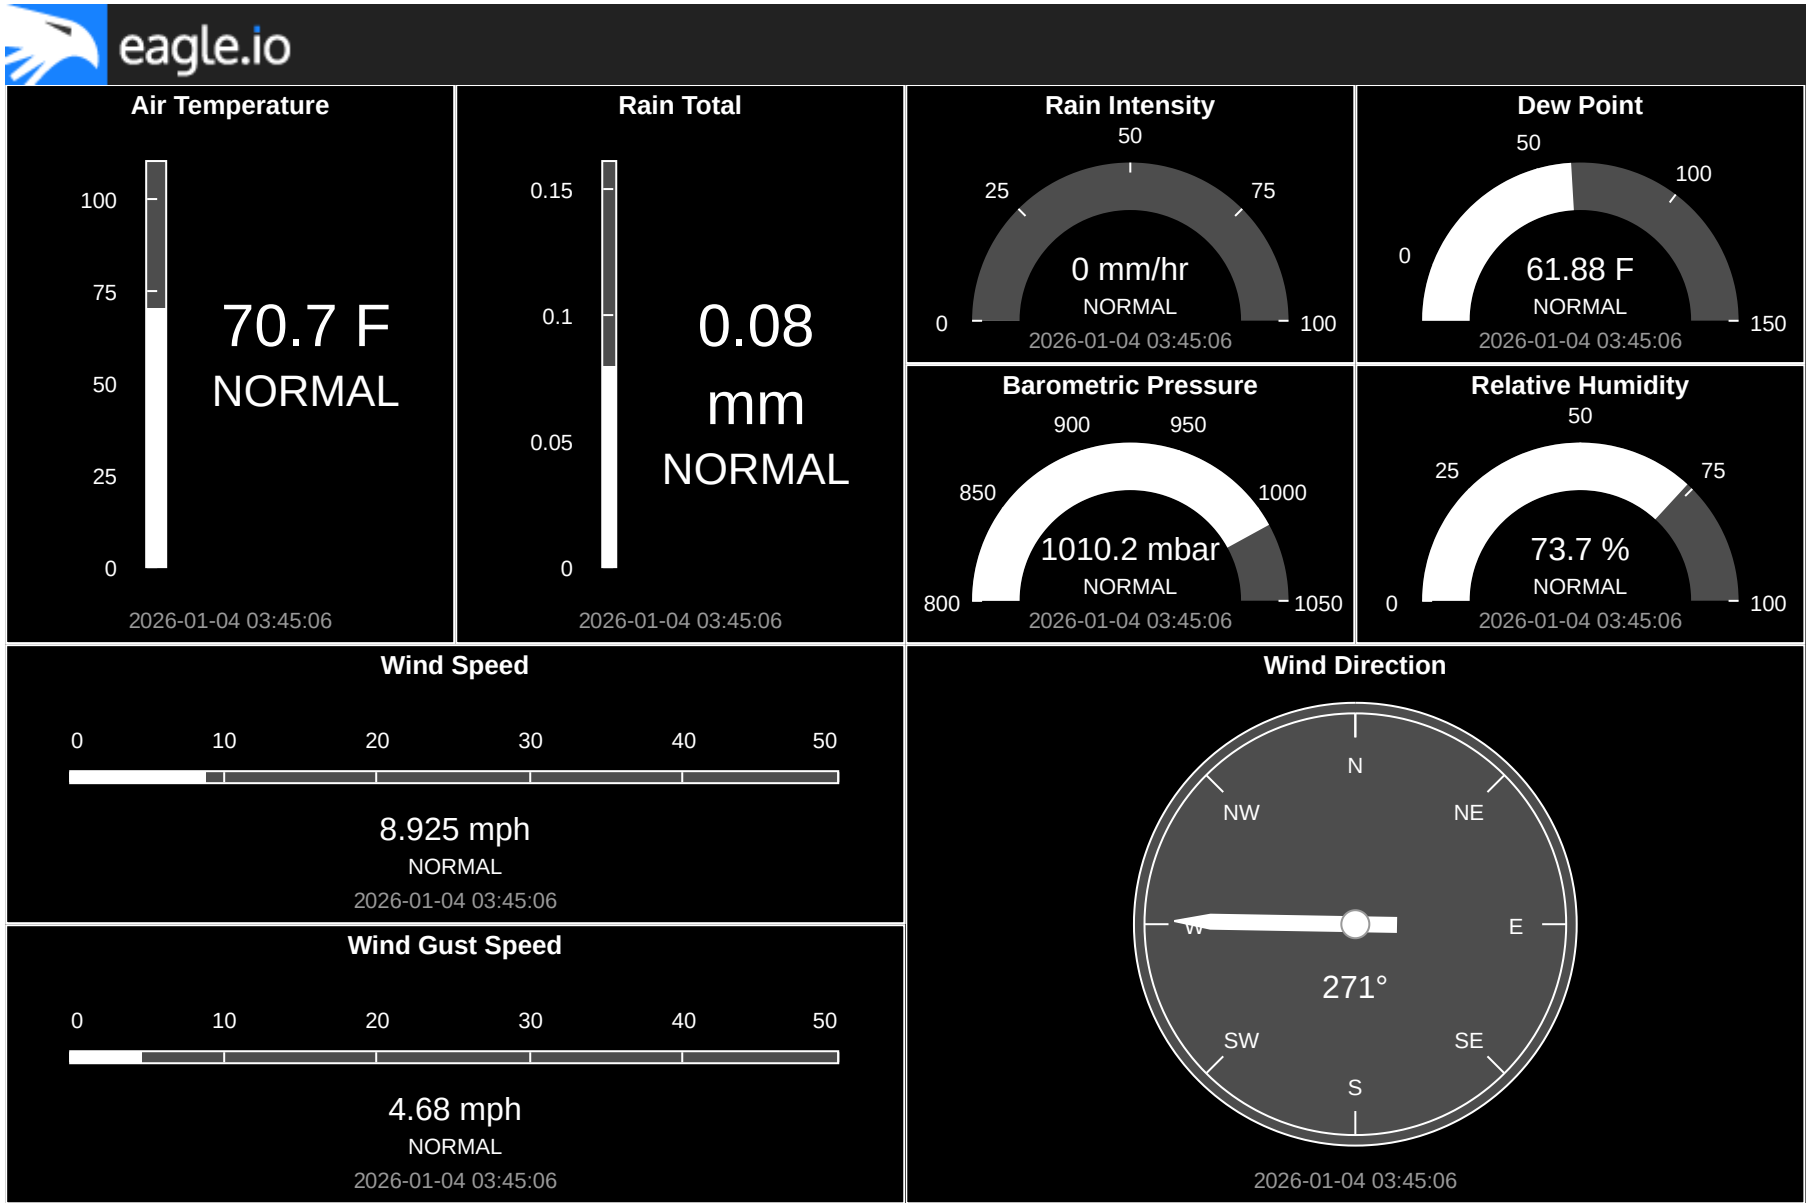 eagle.io
Air Temperature
100
75
50
25
0
70.7 F
NORMAL
2026-01-04 03:45:06
Rain Total
0.15
0.1
0.05
0
0.08
mm
NORMAL
2026-01-04 03:45:06
Rain Intensity
50
25
75
0
100
0 mm/hr
NORMAL
2026-01-04 03:45:06
Dew Point
50
100
0
150
61.88 F
NORMAL
2026-01-04 03:45:06
Barometric Pressure
900
950
850
1000
800
1050
1010.2 mbar
NORMAL
2026-01-04 03:45:06
Relative Humidity
50
25
75
0
100
73.7 %
NORMAL
2026-01-04 03:45:06
Wind Speed
0 10 20 30 40 50
8.925 mph
NORMAL
2026-01-04 03:45:06
Wind Gust Speed
0 10 20 30 40 50
4.68 mph
NORMAL
2026-01-04 03:45:06
Wind Direction
N
NW NE
W E
271°
SW SE
S
2026-01-04 03:45:06